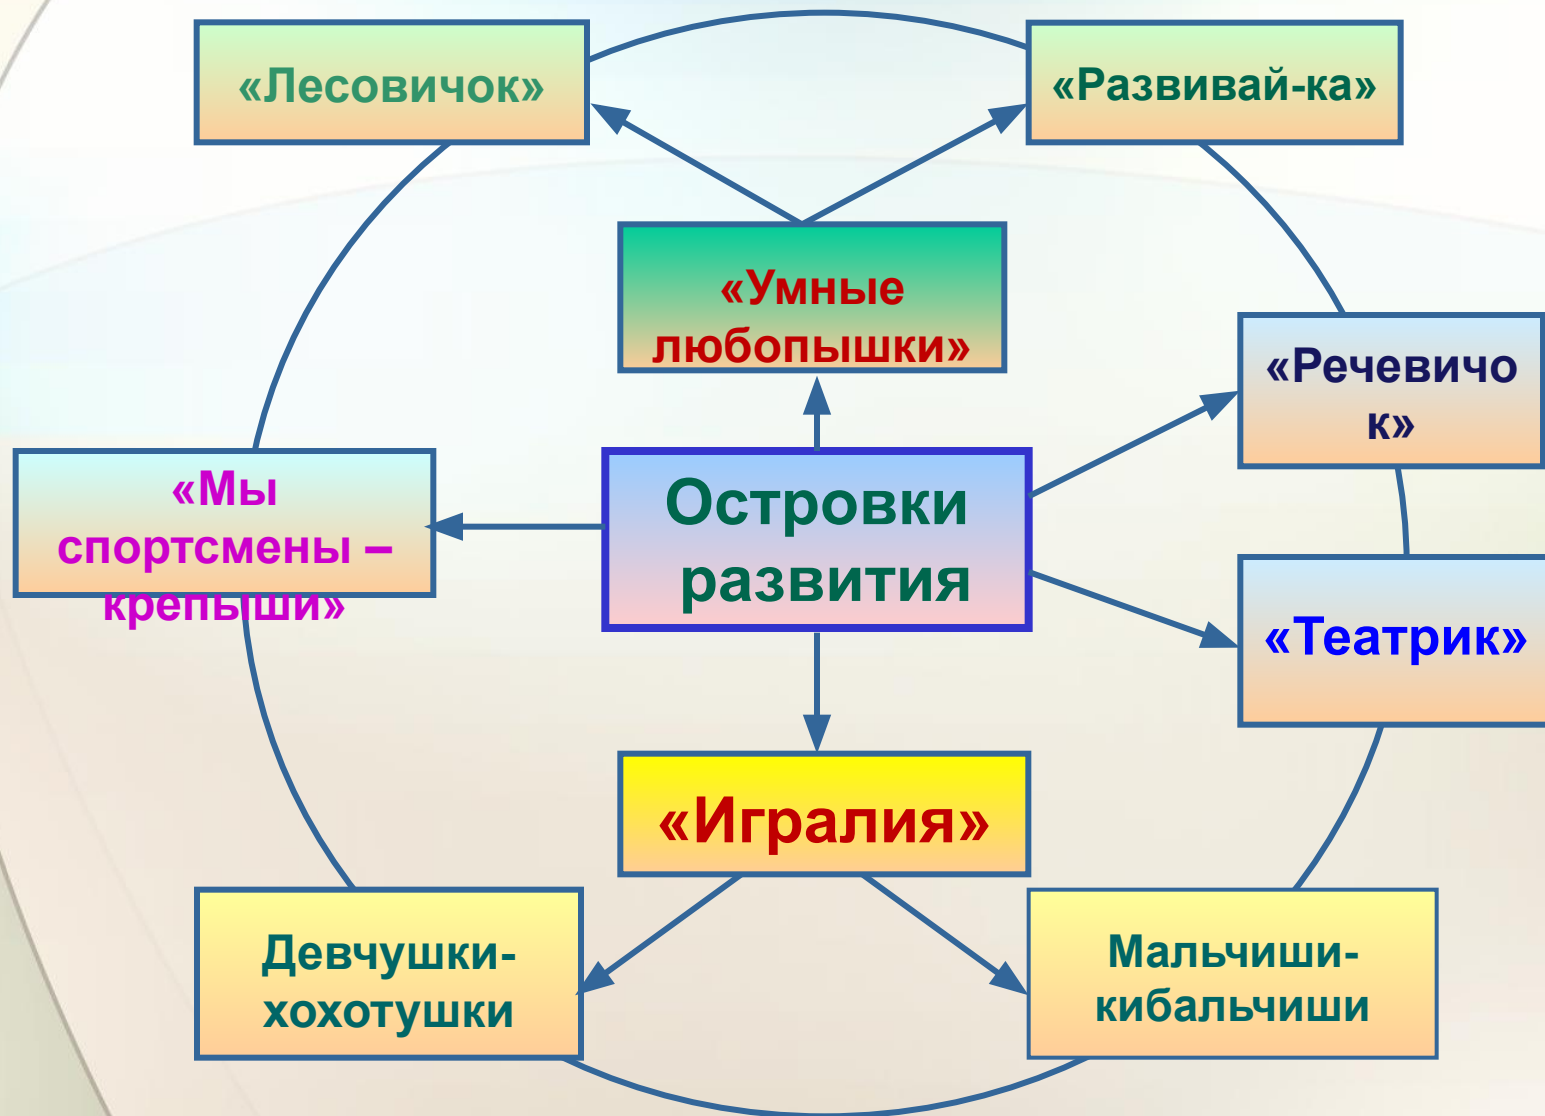 «Лесовичок»
«Развивай-ка»
«Умные
любопышки»
«Речевичо
к»
«Мы
спортсмены –
крепыши»
Островки
развития
«Театрик»
«Игралия»
Девчушки-
хохотушки
Мальчиши-
кибальчиши